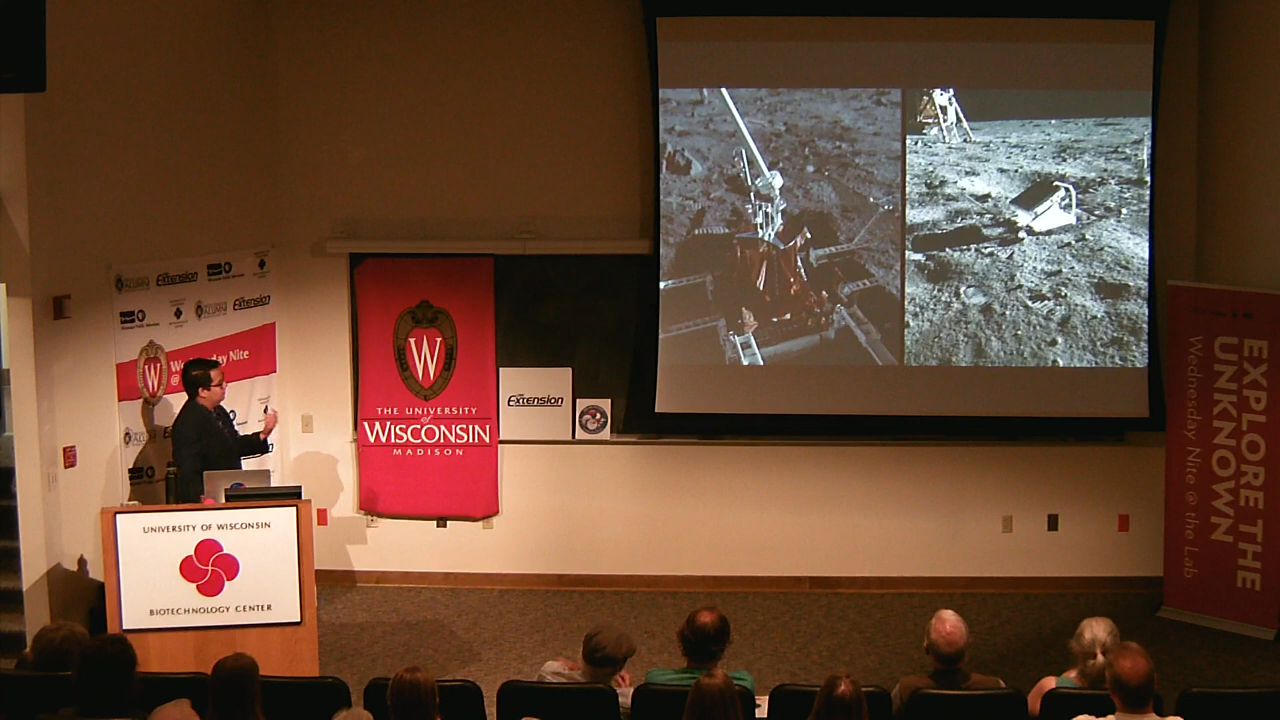 Extension
Extension
Wednesday Nite
@
W
THE UNIVERSITY
of
WISCONSIN
MADISON
Extension
UNIVERSITY OF WISCONSIN
BIOTECHNOLOGY CENTER
EXPLORE THE
UNKNOWN
Wednesday Nite @ the Lab